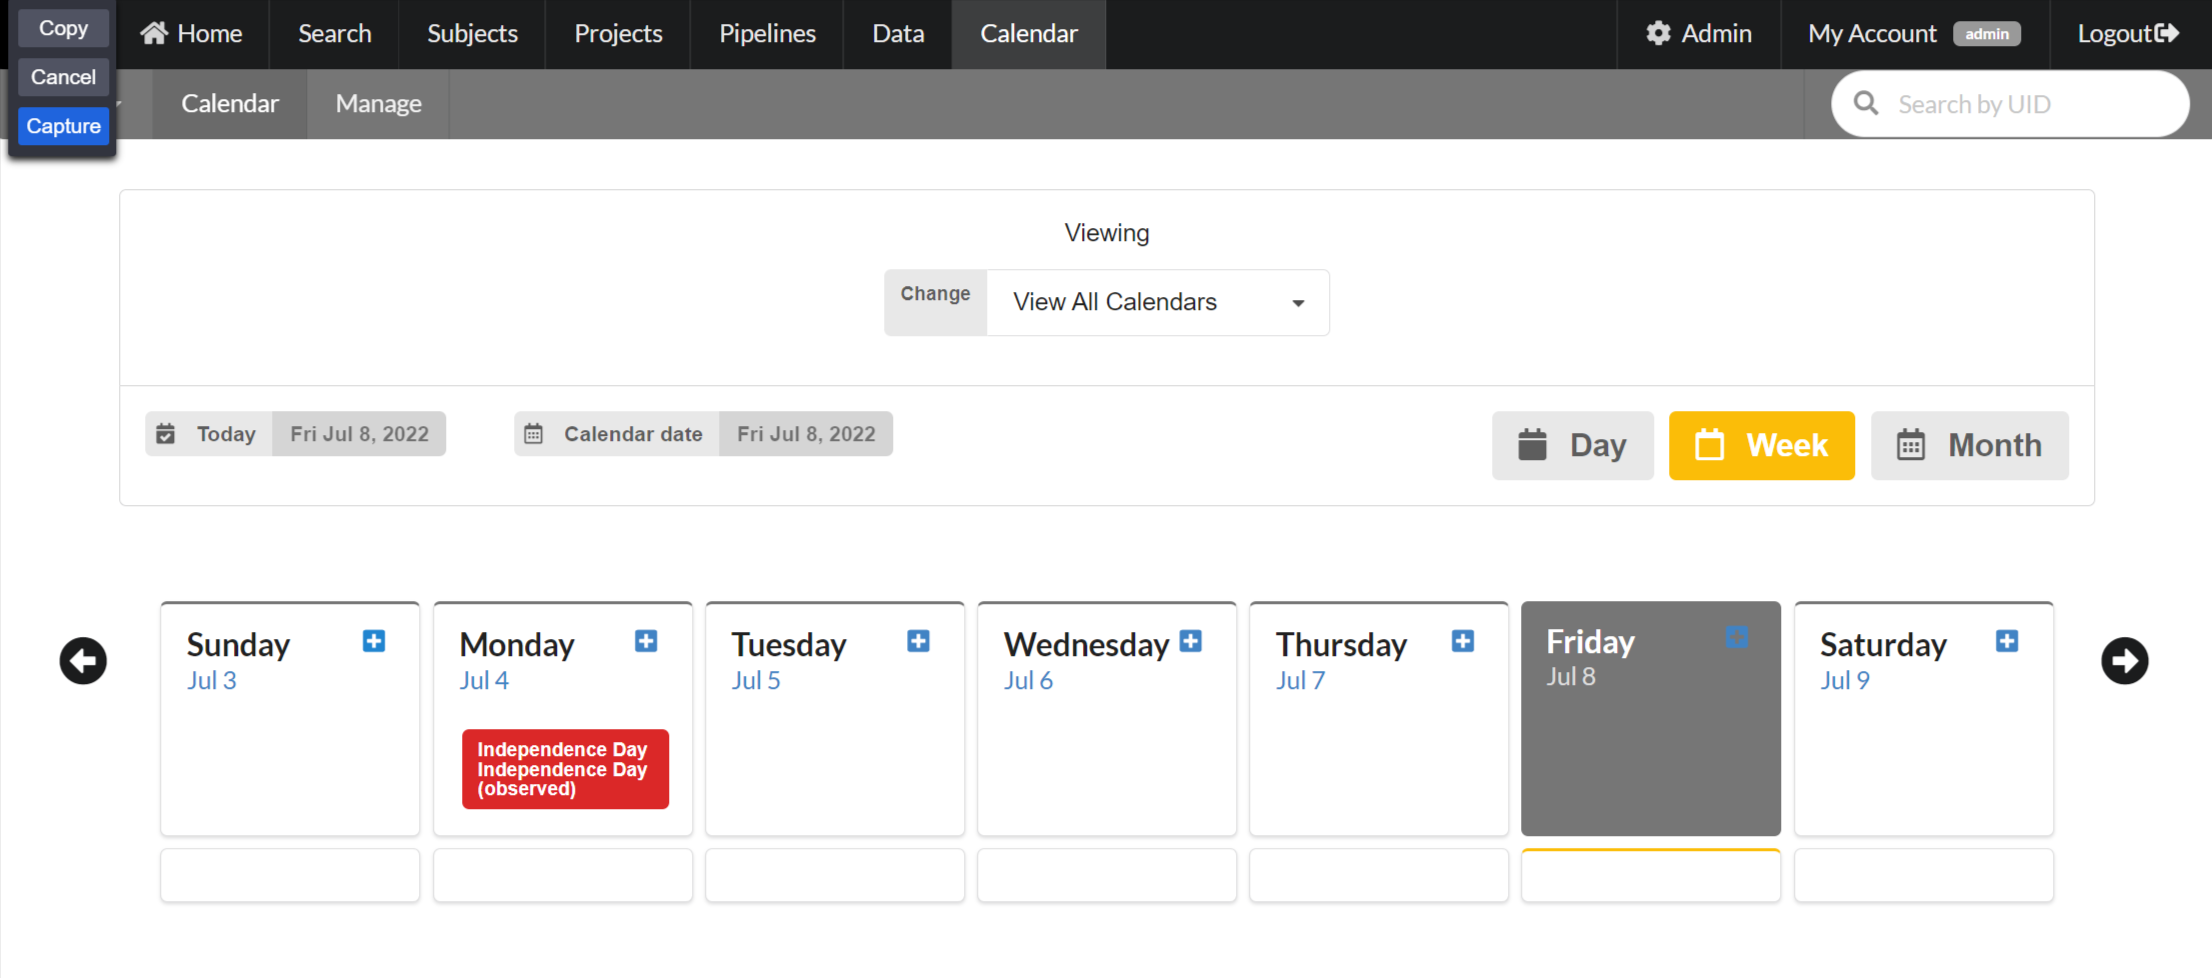 Copy
Cancel
Capture
Home Search Subjects Projects Pipelines Data Calendar Admin My Account admin Logout
Calendar Manage Search by UID
Viewing
Change View All Calendars
Today Fri Jul 8, 2022 Calendar date Fri Jul 8, 2022 Day Week Month
Sunday Monday Tuesday Wednesday Thursday Friday Saturday
Jul 3 Jul 4 Jul 5 Jul 6 Jul 7 Jul 8 Jul 9
Independence Day
Independence Day
(observed)